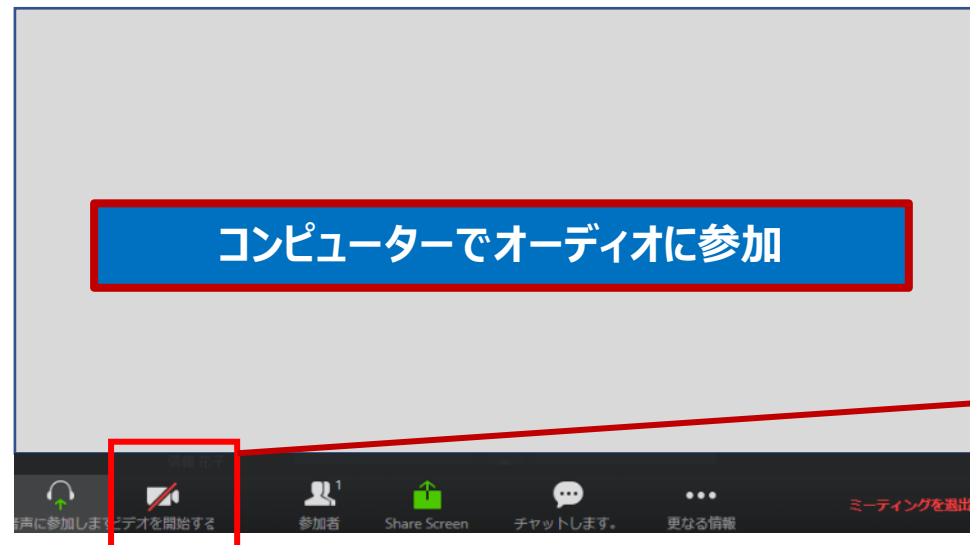 コンピューターでオーディオに参加
1
音声に参加します
ビデオを開始する
参加者
Share Screen
チャットします。
更なる情報
ミーティングを退出